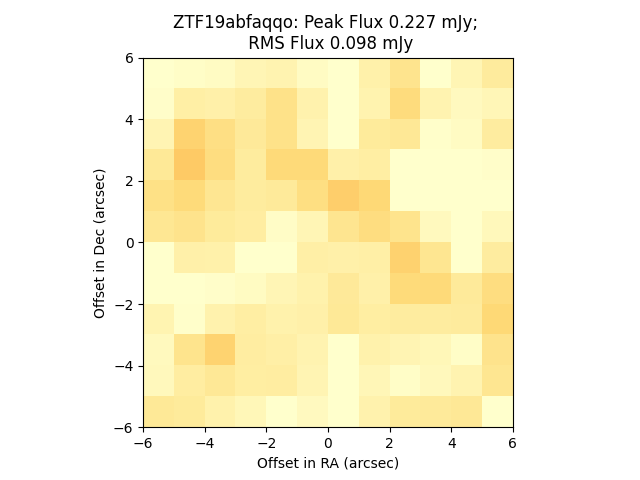 ZTF19abfaqqo: Peak Flux 0.227 mJy;
RMS Flux 0.098 mJy
6
4
2
0
−2
−4
−6
Offset in Dec (arcsec)
−6 −4 −2 0 2 4 6
Offset in RA (arcsec)